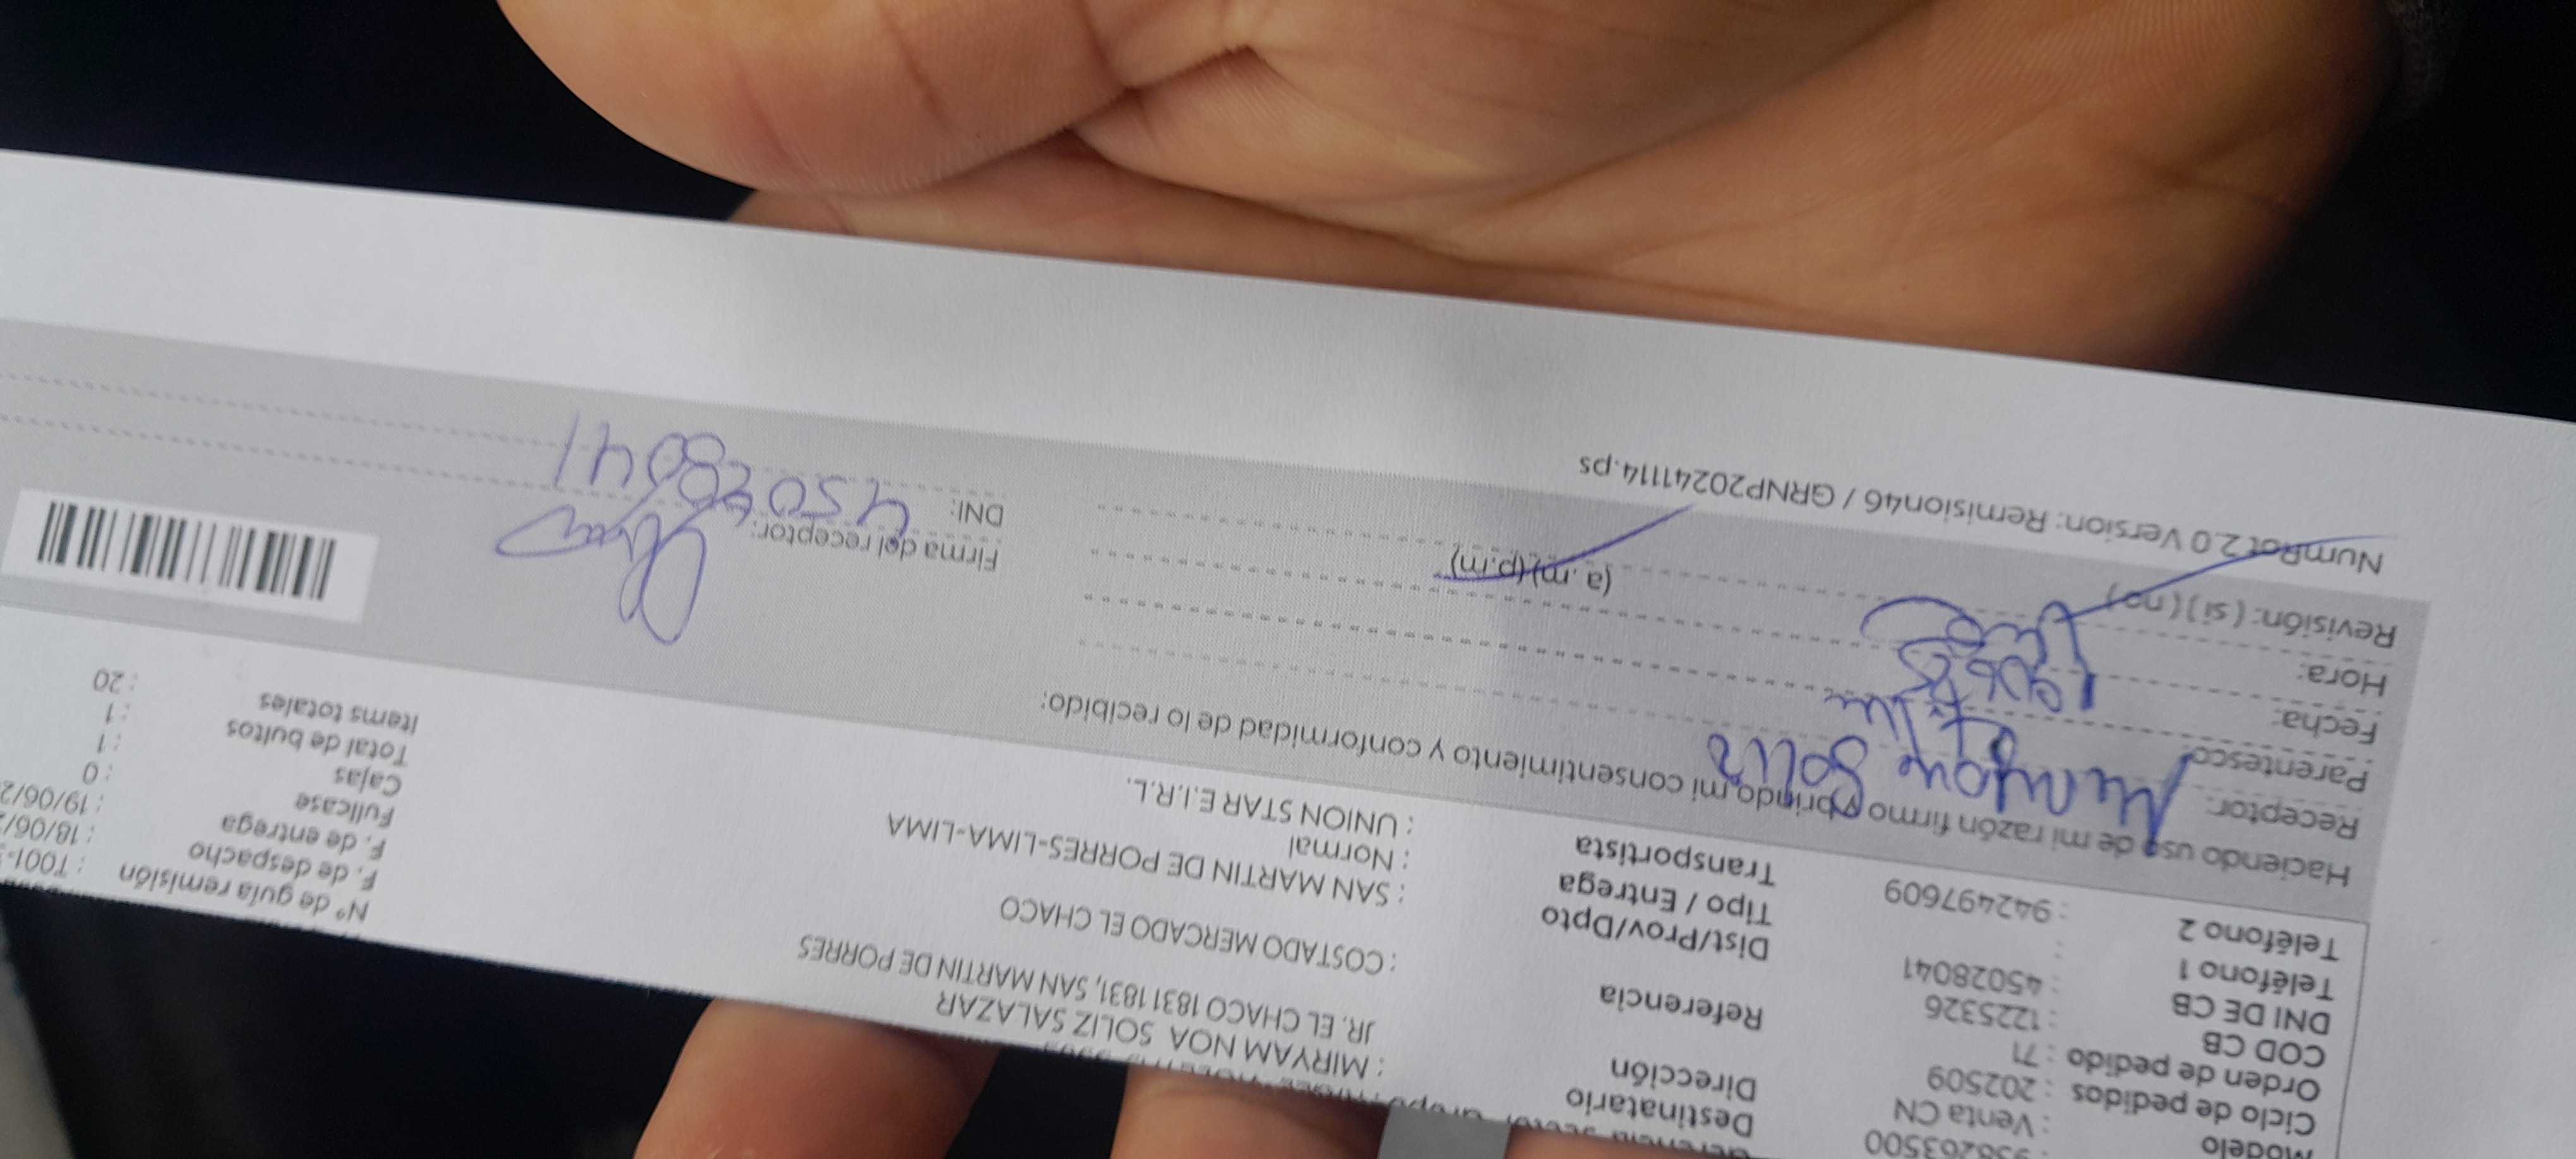 : 938263500
Modelo : Venta CN
Ciclo de pedidos : 202509
Orden de pedido : 71
COD CB : 1225326
DNI DE CB : 45028041
Teléfono 1 :
Teléfono 2 : 942497609
Destinatario : MIRYAM NOA SOLIZ SALAZAR
Dirección JR. EL CHACO 1831 1831, SAN MARTIN DE PORRES
Referencia : COSTADO MERCADO EL CHACO
Dist/Prov/Dpto : SAN MARTIN DE PORRES-LIMA-LIMA
Tipo / Entrega : Normal
Transportista : UNION STAR E.I.R.L.
N° de guía remisión : T001-
F. de despacho : 18/06/2
F. de entrega : 19/06/2
Fullcase : 0
Cajas : 1
Total de bultos : 1
Items totales : 20
Haciendo uso de mi razón firmo y brindo mi consentimiento y conformidad de lo recibido:
Receptor:
Parentesco:
Fecha:
Hora: (a.m)(p.m)
Revisión: ( si ) ( no )
Firma del receptor:
DNI: 45028041
NumRot 2.0 Version: Remision46 / GRNP20241114.ps